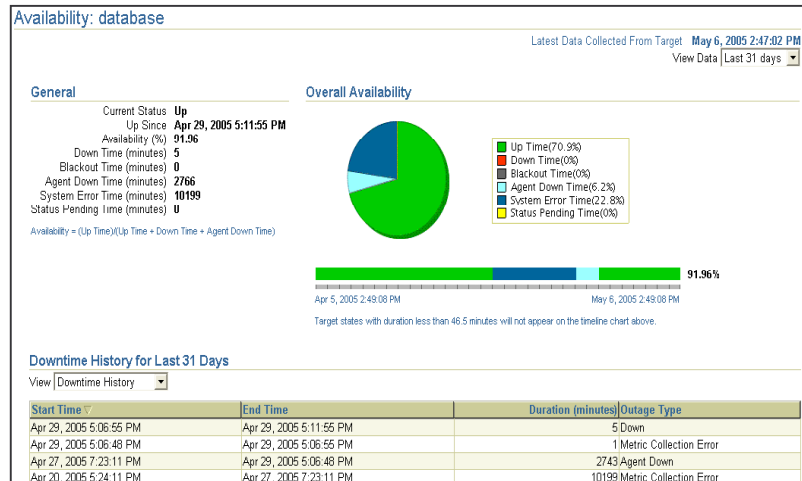 Availability: database
Latest Data Collected From Target May 6, 2005 2:47:02 PM
View Data Last 31 days
General
Current Status Up
Up Since Apr 29, 2005 5:11:55 PM
Availability (%) 91.96
Down Time (minutes) 5
Blackout Time (minutes) 0
Agent Down Time (minutes) 2766
System Error Time (minutes) 10199
Status Pending Time (minutes) 0
Availability = (Up Time)/(Up Time + Down Time + Agent Down Time)
Overall Availability
Up Time(70.9%)
Down Time(0%)
Blackout Time(0%)
Agent Down Time(6.2%)
System Error Time(22.8%)
Status Pending Time(0%)
91.96%
Apr 5, 2005 2:49:08 PM May 6, 2005 2:49:08 PM
Target states with duration less than 46.5 minutes will not appear on the timeline chart above.
Downtime History for Last 31 Days
View Downtime History
Start Time End Time Duration (minutes) Outage Type
Apr 29, 2005 5:06:55 PM Apr 29, 2005 5:11:55 PM 5 Down
Apr 29, 2005 5:06:48 PM Apr 29, 2005 5:06:55 PM 1 Metric Collection Error
Apr 27, 2005 7:23:11 PM Apr 29, 2005 5:06:48 PM 2743 Agent Down
Apr 20, 2005 5:24:11 PM Apr 27, 2005 7:23:11 PM 10199 Metric Collection Error